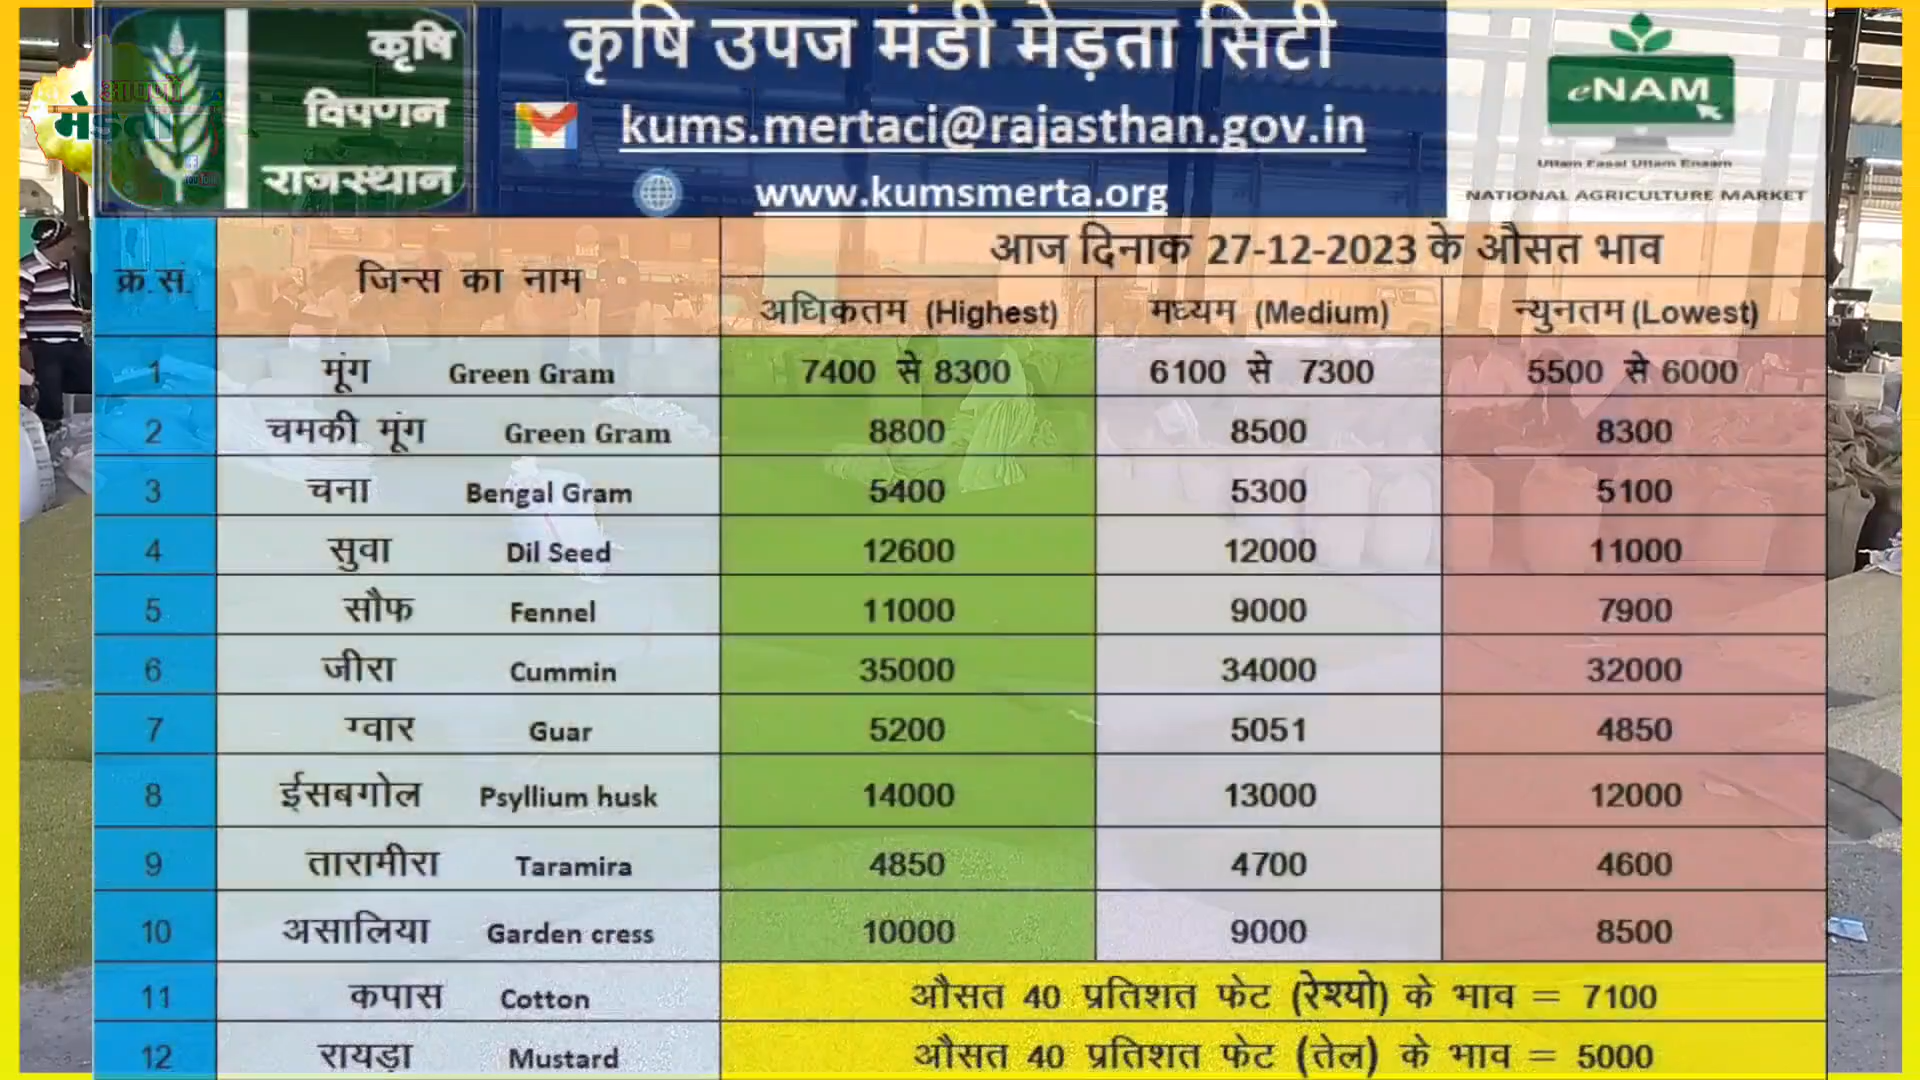 आपणों
मेड़ता
कृषि
विपणन
राजस्थान
कृषि उपज मंडी मेड़ता सिटी
kums.mertaci@rajasthan.gov.in
www.kumsmerta.org
eNAM
Uttam Fasal Uttam Enaam
NATIONAL AGRICULTURE MARKET
क्र.सं. जिन्स का नाम आज दिनाक 27-12-2023 के औसत भाव
अधिकतम (Highest) मध्यम (Medium) न्युनतम (Lowest)
1 मूंग Green Gram 7400 से 8300 6100 से 7300 5500 से 6000
2 चमकी मूंग Green Gram 8800 8500 8300
3 चना Bengal Gram 5400 5300 5100
4 सुवा Dil Seed 12600 12000 11000
5 सौफ Fennel 11000 9000 7900
6 जीरा Cummin 35000 34000 32000
7 ग्वार Guar 5200 5051 4850
8 ईसबगोल Psyllium husk 14000 13000 12000
9 तारामीरा Taramira 4850 4700 4600
10 असालिया Garden cress 10000 9000 8500
11 कपास Cotton औसत 40 प्रतिशत फेट (रेश्यो) के भाव = 7100
12 रायड़ा Mustard औसत 40 प्रतिशत फेट (तेल) के भाव = 5000